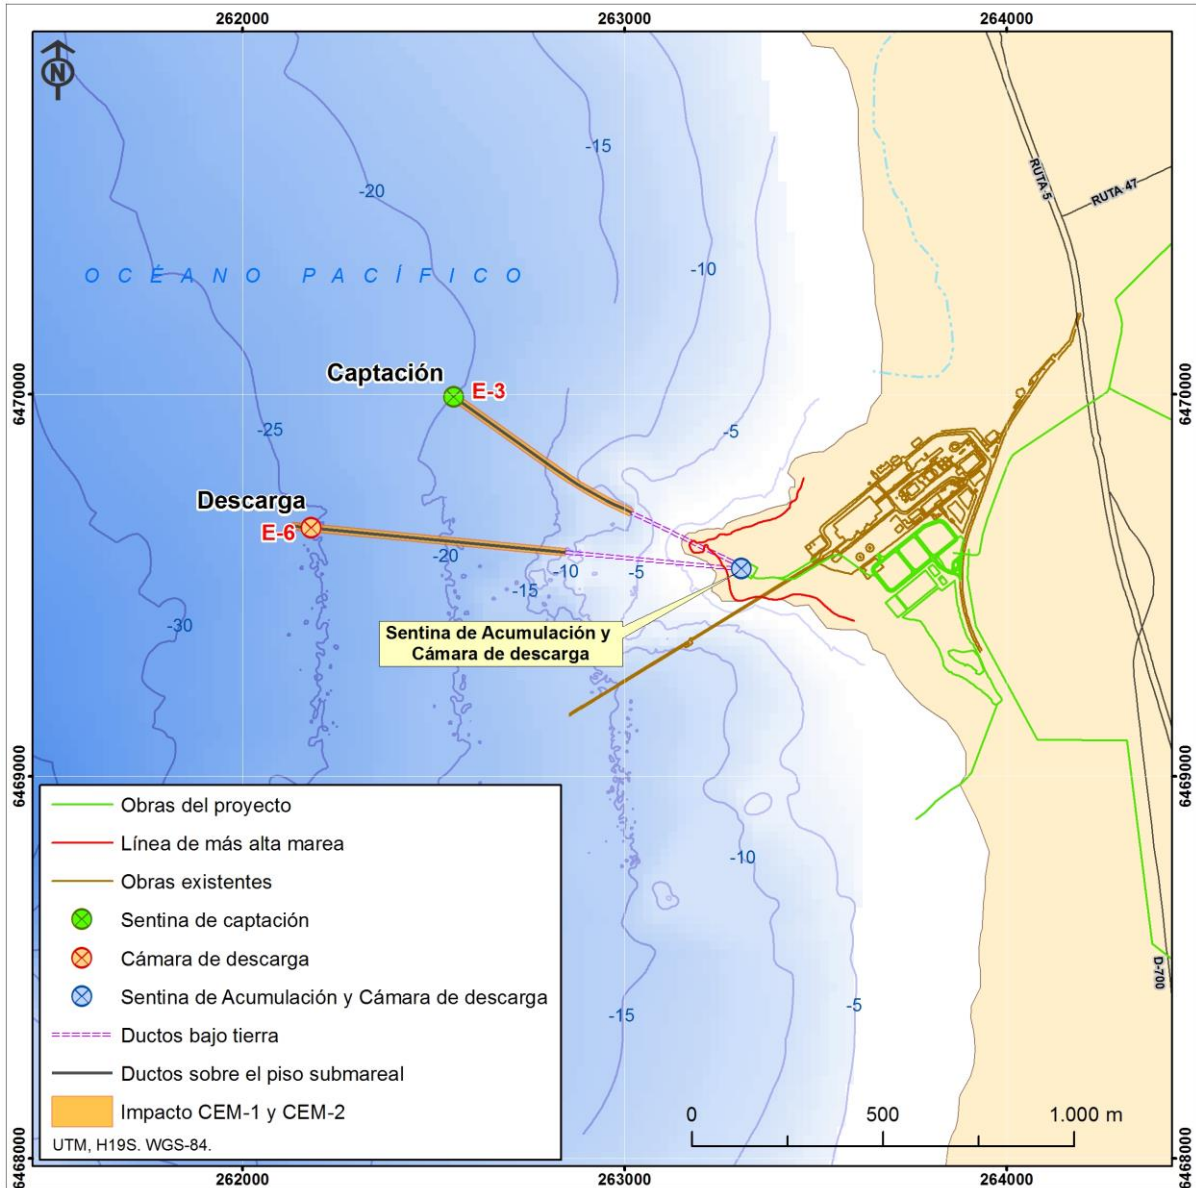 262000
263000
264000
N
-15
-20
RUTA 5
RUTA 47
-10
OCÉANO PACÍFICO
Captación
E-3
6470000
6470000
-25
-5
Descarga
E-6
-20
-10
-5
-15
-30
Sentina de Acumulación y
Cámara de descarga
6469000
6469000
Obras del proyecto
Línea de más alta marea
-10
Obras existentes
Sentina de captación
Cámara de descarga
D-700
Sentina de Acumulación y Cámara de descarga
-15
-5
Ductos bajo tierra
Ductos sobre el piso submareal
Impacto CEM-1 y CEM-2
0
500
1.000 m
UTM, H19S. WGS-84.
6468000
6468000
262000
263000
264000